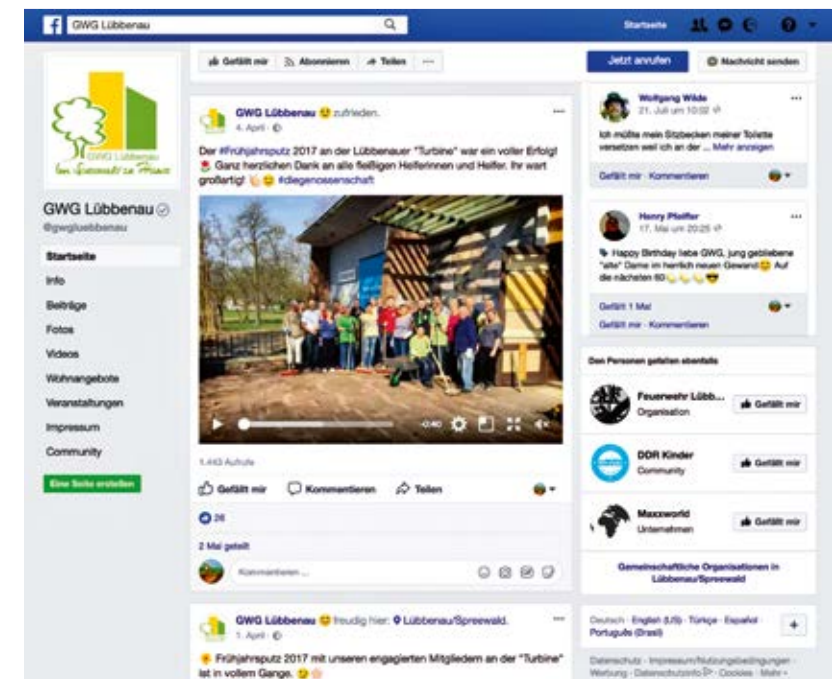 GWG Lübbenau
Startseite
GWG Lübbenau
GWG Lübbenau
@gwgluebbenau
Startseite
Info
Beiträge
Fotos
Videos
Wohnangebote
Veranstaltungen
Impressum
Community
Eine Seite erstellen
Gefällt mir Abonnieren Teilen ...
GWG Lübbenau zufrieden.
4. April ·
Der #Frühjahrsputz 2017 an der Lübbenauer "Turbine" war ein voller Erfolg!
Ganz herzlichen Dank an alle fleißigen Helferinnen und Helfer. Ihr wart
großartig! #diegenossenschaft
-0:40
1.443 Aufrufe
Gefällt mir Kommentieren Teilen
26
2 Mal geteilt
Kommentieren ...
GWG Lübbenau freudig hier: Lübbenau/Spreewald.
1. April ·
Frühjahrsputz 2017 mit unseren engagierten Mitgliedern an der "Turbine"
ist in vollem Gange.
Jetzt anrufen Nachricht senden
Wolfgang Wilde
21. Juli um 10:02
Ich müßte mein Sitzbecken meiner Toilette
versetzen weil ich an der ... Mehr anzeigen
Gefällt mir · Kommentieren
Henry Pfeiffer
17. Mai um 20:25
Happy Birthday liebe GWG, jung gebliebene
"alte" Dame im herrlich neuen Gewand Auf
die nächsten 60
Gefällt 1 Mal
Gefällt mir · Kommentieren
Den Personen gefallen ebenfalls
Feuerwehr Lübb...
Organisation
Gefällt mir
DDR Kinder
Community
Gefällt mir
Maxxworld
Unternehmen
Gefällt mir
Gemeinschaftliche Organisationen in
Lübbenau/Spreewald
Deutsch · English (US) · Türkçe · Español ·
Português (Brasil)
+
Datenschutz · Impressum/Nutzungsbedingungen ·
Werbung · Datenschutzinfo · Cookies · Mehr